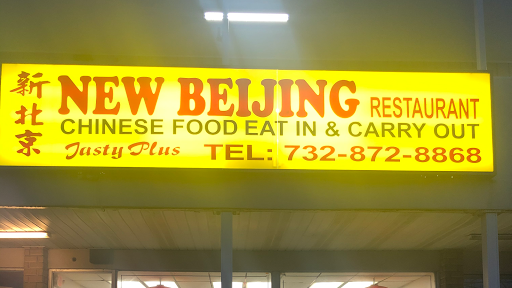 新北京
NEW BEIJING RESTAURANT
CHINESE FOOD EAT IN & CARRY OUT
Tasty Plus TEL: 732-872-8868